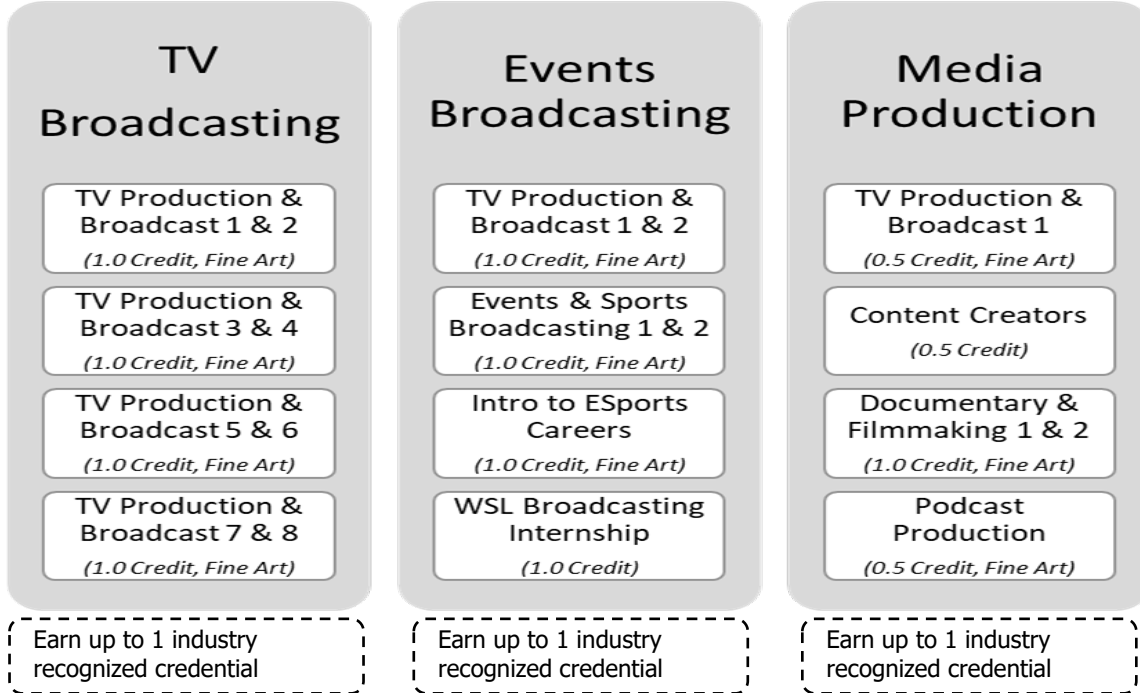 TV
Broadcasting
TV Production &
Broadcast 1 & 2
(1.0 Credit, Fine Art)
TV Production &
Broadcast 3 & 4
(1.0 Credit, Fine Art)
TV Production &
Broadcast 5 & 6
(1.0 Credit, Fine Art)
TV Production &
Broadcast 7 & 8
(1.0 Credit, Fine Art)
Earn up to 1 industry
recognized credential
Events
Broadcasting
TV Production &
Broadcast 1 & 2
(1.0 Credit, Fine Art)
Events & Sports
Broadcasting 1 & 2
(1.0 Credit, Fine Art)
Intro to ESports
Careers
(1.0 Credit, Fine Art)
WSL Broadcasting
Internship
(1.0 Credit)
Earn up to 1 industry
recognized credential
Media
Production
TV Production &
Broadcast 1
(0.5 Credit, Fine Art)
Content Creators
(0.5 Credit)
Documentary &
Filmmaking 1 & 2
(1.0 Credit, Fine Art)
Podcast
Production
(0.5 Credit, Fine Art)
Earn up to 1 industry
recognized credential